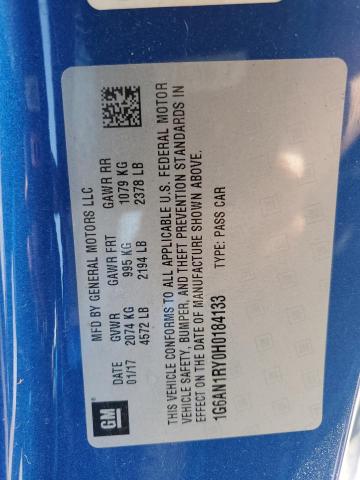 GM
MFD BY GENERAL MOTORS LLC
DATE GVWR GAWR FRT GAWR RR
01/17 2074 KG 995 KG 1079 KG
4572 LB 2194 LB 2378 LB
THIS VEHICLE CONFORMS TO ALL APPLICABLE U.S. FEDERAL MOTOR
VEHICLE SAFETY, BUMPER, AND THEFT PREVENTION STANDARDS IN
EFFECT ON THE DATE OF MANUFACTURE SHOWN ABOVE.
1G6AN1RY0H0184133 TYPE: PASS CAR